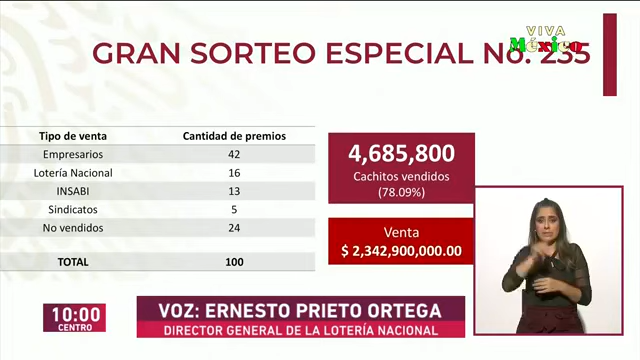 VIVA
México
GRAN SORTEO ESPECIAL No. 235
Tipo de venta Cantidad de premios
Empresarios 42
Lotería Nacional 16
INSABI 13
Sindicatos 5
No vendidos 24
TOTAL 100
4,685,800
Cachitos vendidos
(78.09%)
Venta
$ 2,342,900,000.00
10:00
CENTRO
VOZ: ERNESTO PRIETO ORTEGA
DIRECTOR GENERAL DE LA LOTERÍA NACIONAL